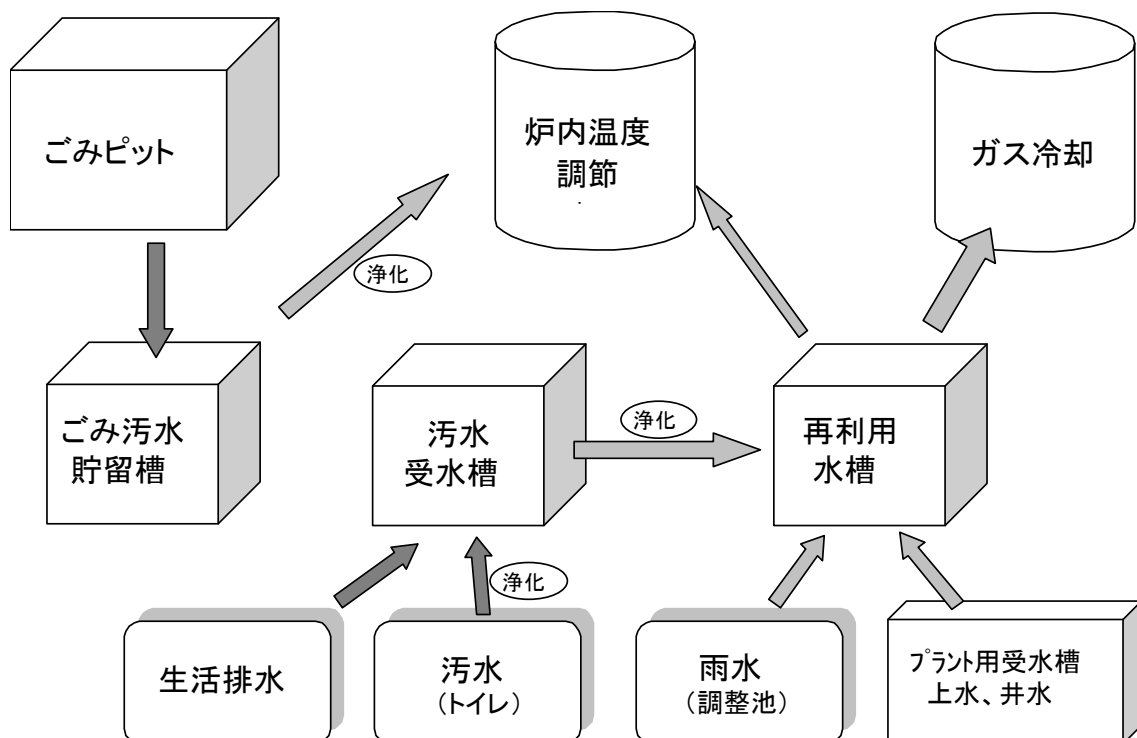 ごみピット
炉内温度
調節
ガス冷却
浄化
ごみ汚水
貯留槽
汚水
受水槽
浄化
再利用
水槽
浄化
生活排水
汚水
（トイレ）
雨水
（調整池）
ﾌﾟﾗﾝﾄ用受水槽
上水、井水